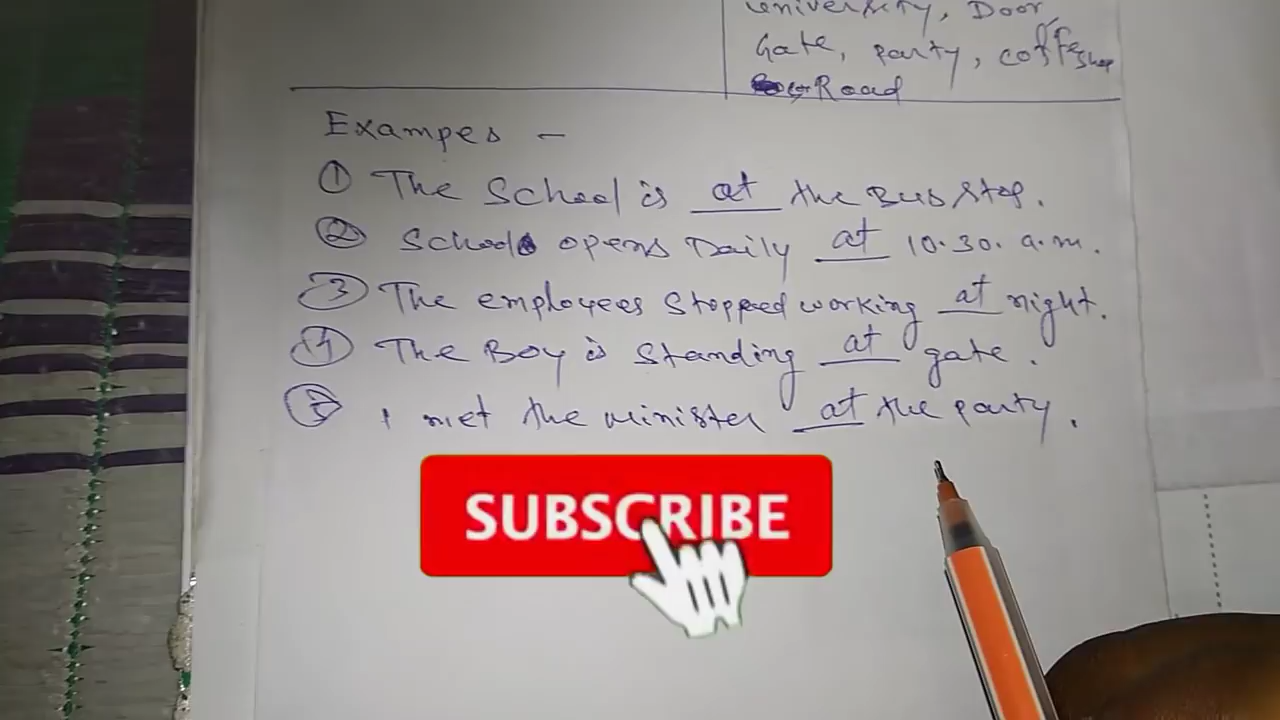 University, Door,
Gate, Party, coffeshop
Road
Exampes —
① The School is at the Bus stop.
② School opens Daily at 10.30. a.m.
③ The employees stopped working at night.
④ The Boy is standing at gate.
⑤ I met the minister at the party.
SUBSCRIBE